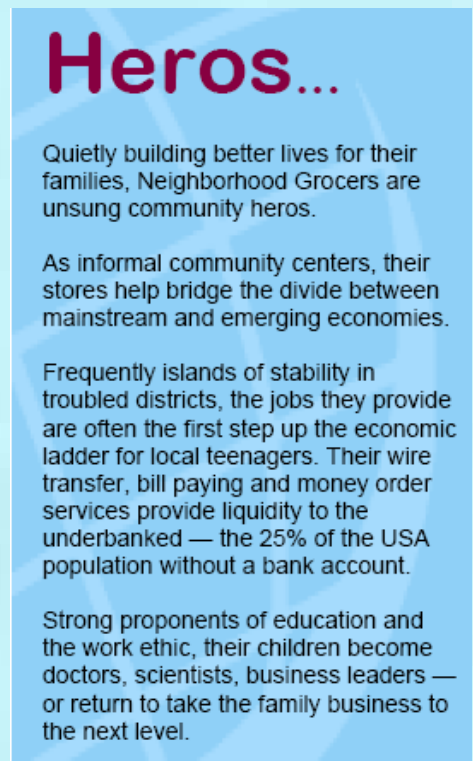 Heros...
Quietly building better lives for their
families, Neighborhood Grocers are
unsung community heros.
As informal community centers, their
stores help bridge the divide between
mainstream and emerging economies.
Frequently islands of stability in
troubled districts, the jobs they provide
are often the first step up the economic
ladder for local teenagers. Their wire
transfer, bill paying and money order
services provide liquidity to the
underbanked — the 25% of the USA
population without a bank account.
Strong proponents of education and
the work ethic, their children become
doctors, scientists, business leaders —
or return to take the family business to
the next level.